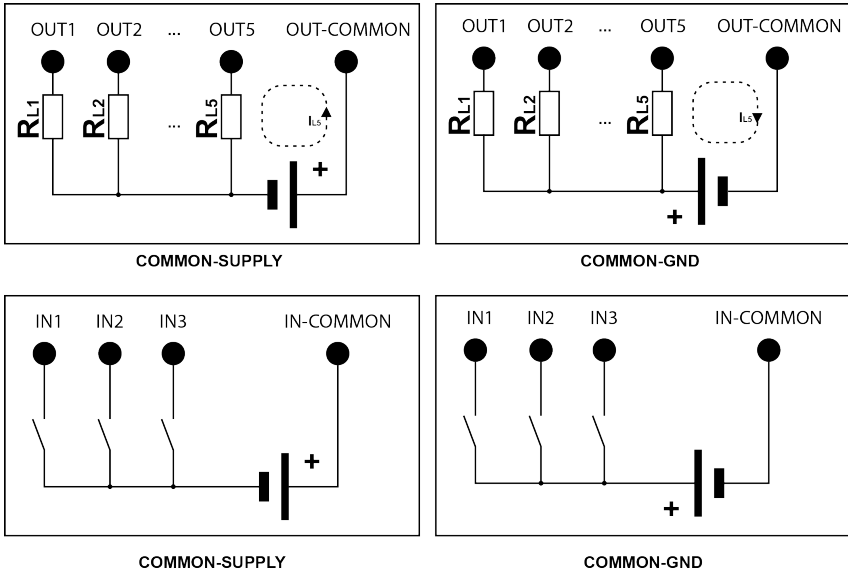 OUT1 OUT2 ... OUT5 OUT-COMMON
RL1 RL2 ... RL5 IL5
+
COMMON-SUPPLY
OUT1 OUT2 ... OUT5 OUT-COMMON
RL1 RL2 ... RL5 IL5
+
COMMON-GND
IN1 IN2 IN3 IN-COMMON
+
COMMON-SUPPLY
IN1 IN2 IN3 IN-COMMON
+
COMMON-GND